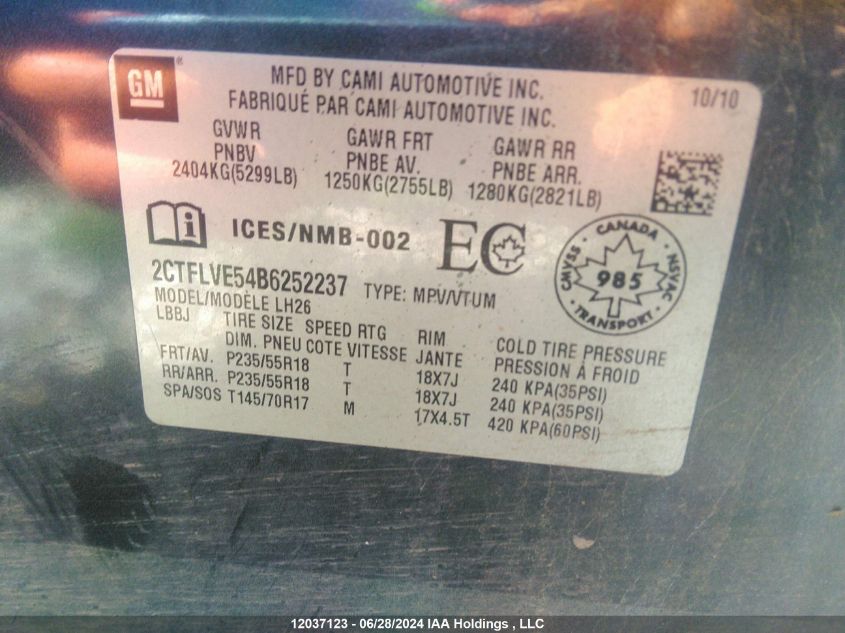 GM
MFD BY CAMI AUTOMOTIVE INC.
FABRIQUÉ PAR CAMI AUTOMOTIVE INC.
10/10
GVWR GAWR FRT GAWR RR
PNBV PNBE AV. PNBE ARR.
2404KG(5299LB) 1250KG(2755LB) 1280KG(2821LB)
ICES/NMB-002 EC
CANADA
CMVSS 985 NSVAC
TRANSPORT
2CTFLVE54B6252237 TYPE: MPV/VTUM
MODEL/MODÈLE LH26
LBBJ TIRE SIZE SPEED RTG RIM COLD TIRE PRESSURE
DIM. PNEU COTE VITESSE JANTE PRESSION À FROID
FRT/AV. P235/55R18 T 18X7J 240 KPA(35PSI)
RR/ARR. P235/55R18 T 18X7J 240 KPA(35PSI)
SPA/SOS T145/70R17 M 17X4.5T 420 KPA(60PSI)
12037123 - 06/28/2024 IAA Holdings , LLC